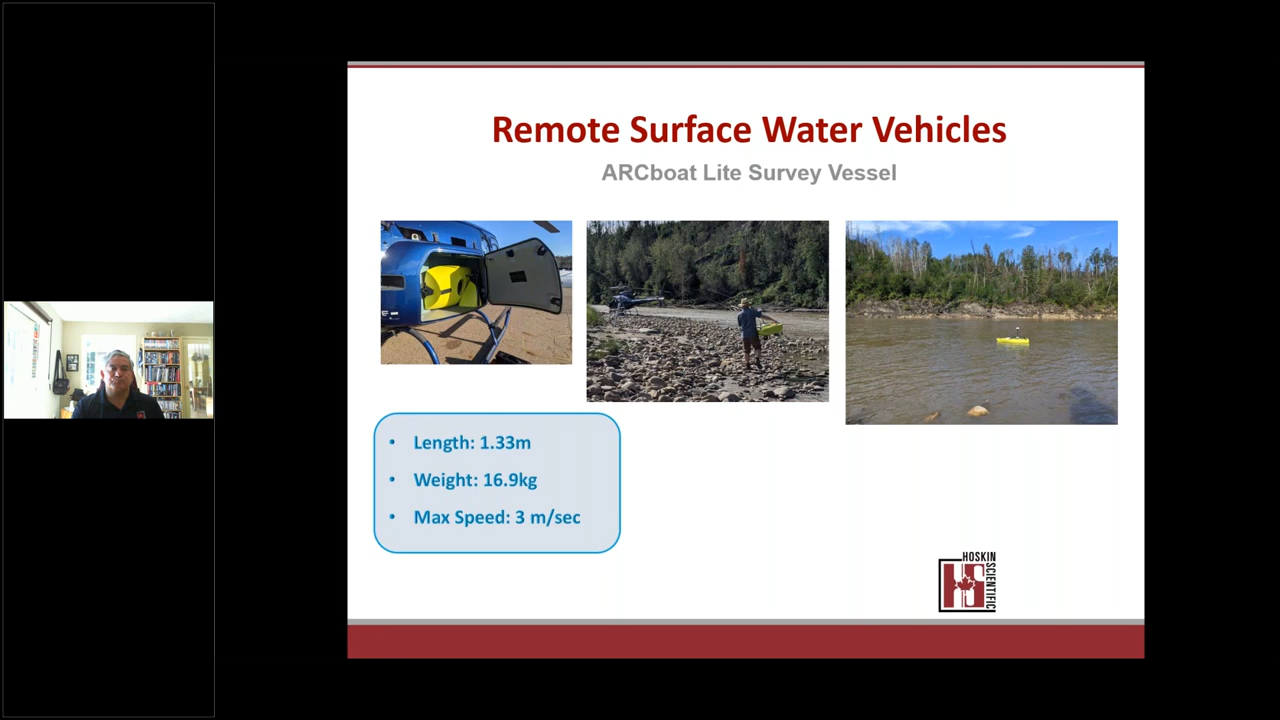 Remote Surface Water Vehicles
ARCboat Lite Survey Vessel
• Length: 1.33m
• Weight: 16.9kg
• Max Speed: 3 m/sec
HOSKIN
SCIENTIFIC
HS